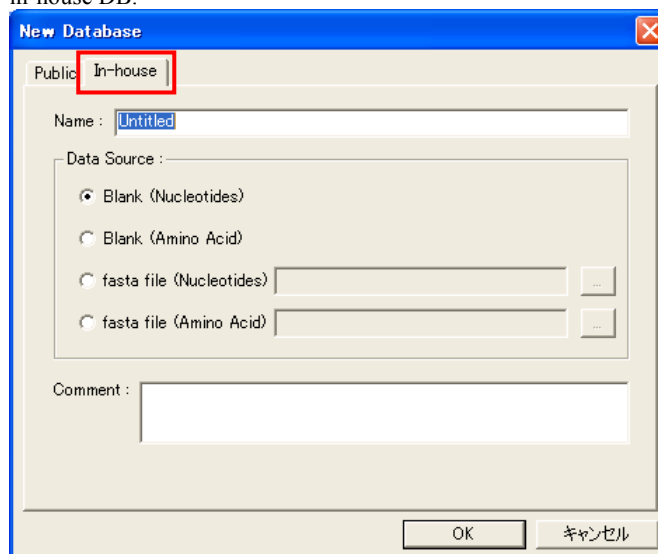 in-house DB.
New Database
Public In-house
Name : Untitled
Data Source :
Blank (Nucleotides)
Blank (Amino Acid)
fasta file (Nucleotides) ...
fasta file (Amino Acid) ...
Comment :
OK キャンセル